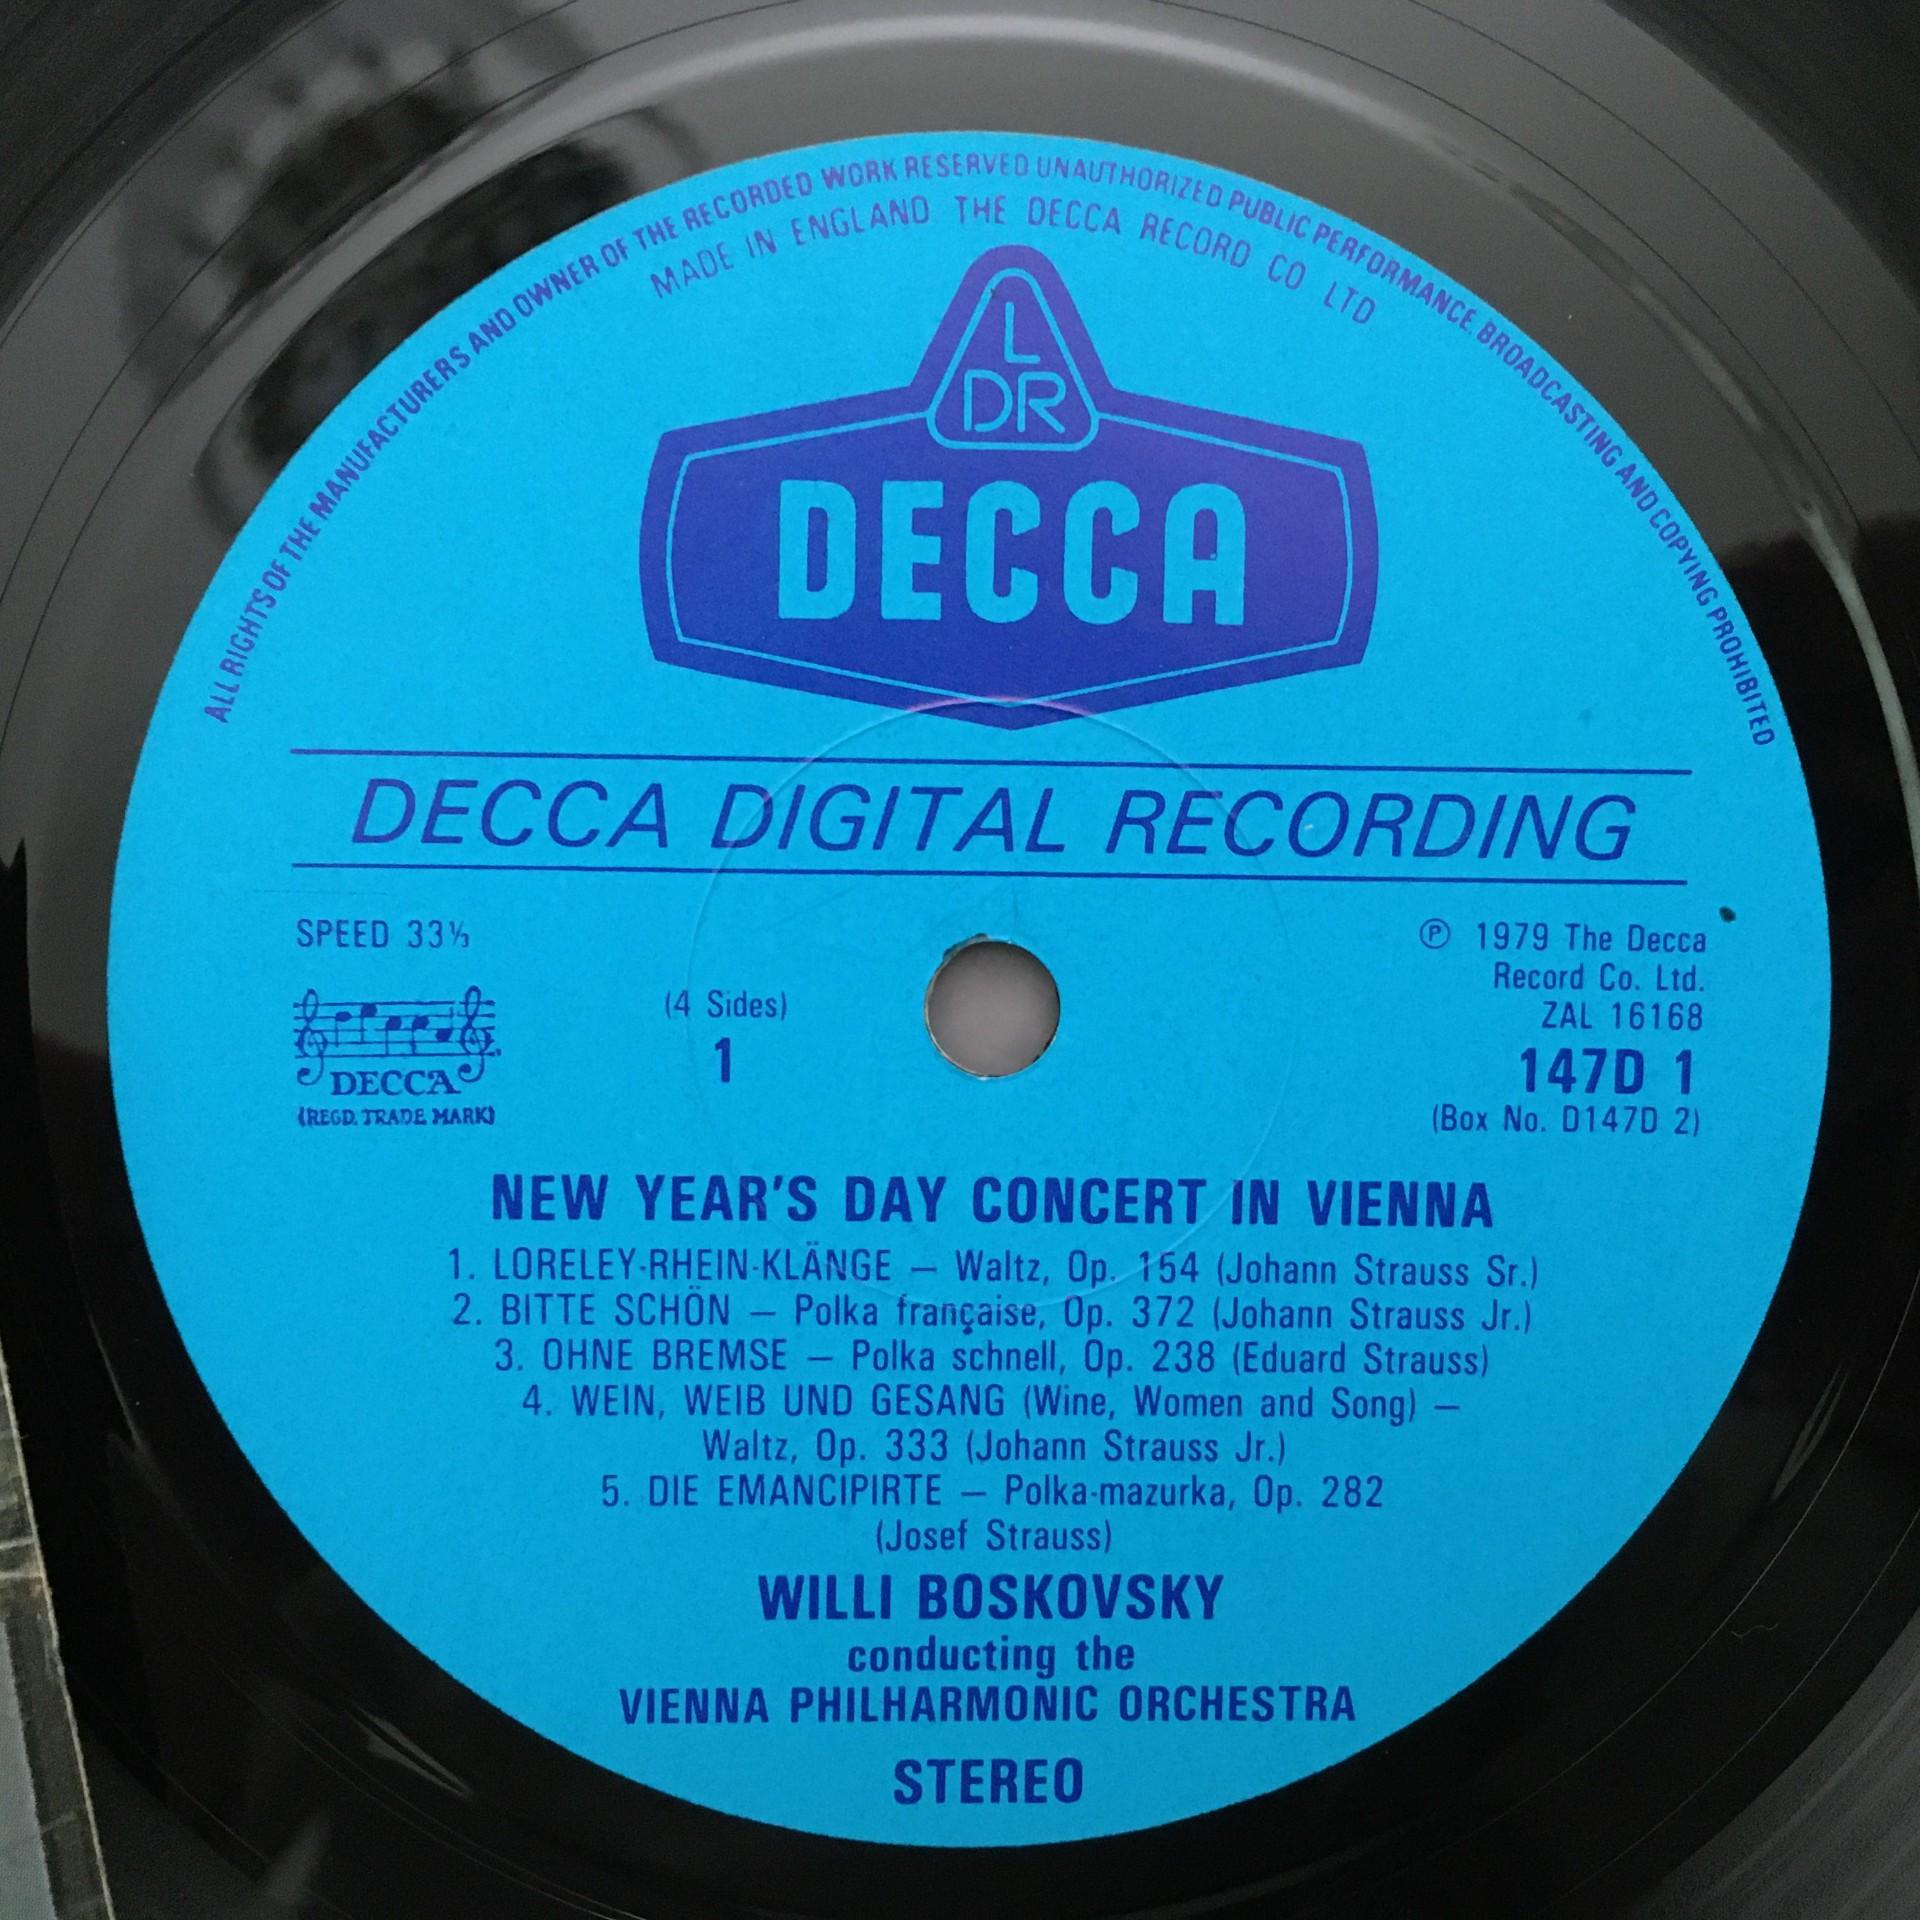 ALL RIGHTS OF THE MANUFACTURERS AND OWNER OF THE RECORDED WORK RESERVED UNAUTHORIZED PUBLIC PERFORMANCE. BROADCASTING AND COPYING PROHIBITED
MADE IN ENGLAND THE DECCA RECORD CO LTD
L
DR
DECCA
DECCA DIGITAL RECORDING
SPEED 33⅓
DECCA
(REGD. TRADE MARK)
(4 Sides)
1
℗ 1979 The Decca
Record Co. Ltd.
ZAL 16168
147D 1
(Box No. D147D 2)
NEW YEAR'S DAY CONCERT IN VIENNA
1. LORELEY-RHEIN-KLÄNGE — Waltz, Op. 154 (Johann Strauss Sr.)
2. BITTE SCHÖN — Polka française, Op. 372 (Johann Strauss Jr.)
3. OHNE BREMSE — Polka schnell, Op. 238 (Eduard Strauss)
4. WEIN, WEIB UND GESANG (Wine, Women and Song) —
Waltz, Op. 333 (Johann Strauss Jr.)
5. DIE EMANCIPIRTE — Polka-mazurka, Op. 282
(Josef Strauss)
WILLI BOSKOVSKY
conducting the
VIENNA PHILHARMONIC ORCHESTRA
STEREO